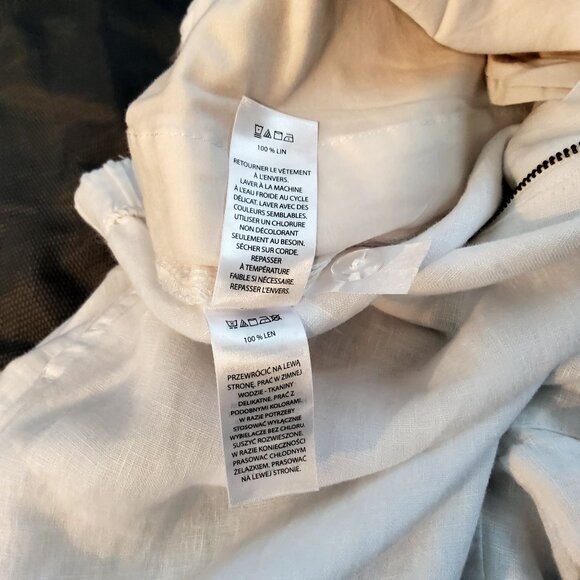 100 % LIN
RETOURNER LE VÊTEMENT
À L'ENVERS.
LAVER À LA MACHINE
À L'EAU FROIDE AU CYCLE
DÉLICAT. LAVER AVEC DES
COULEURS SEMBLABLES.
UTILISER UN CHLORURE
NON DÉCOLORANT
SEULEMENT AU BESOIN.
SÉCHER SUR CORDE.
REPASSER
À TEMPÉRATURE
FAIBLE SI NÉCESSAIRE.
REPASSER L'ENVERS.
100 % LEN
PRZEWRÓCIĆ NA LEWĄ
STRONĘ. PRAĆ W ZIMNEJ
WODZIE - TKANINY
DELIKATNE. PRAĆ Z
PODOBNYMI KOLORAMI.
W RAZIE POTRZEBY
STOSOWAĆ WYŁĄCZNIE
WYBIELACZE BEZ CHLORU.
SUSZYĆ ROZWIESZONE.
W RAZIE KONIECZNOŚCI
PRASOWAĆ CHŁODNYM
ŻELAZKIEM. PRASOWAĆ
NA LEWEJ STRONIE.